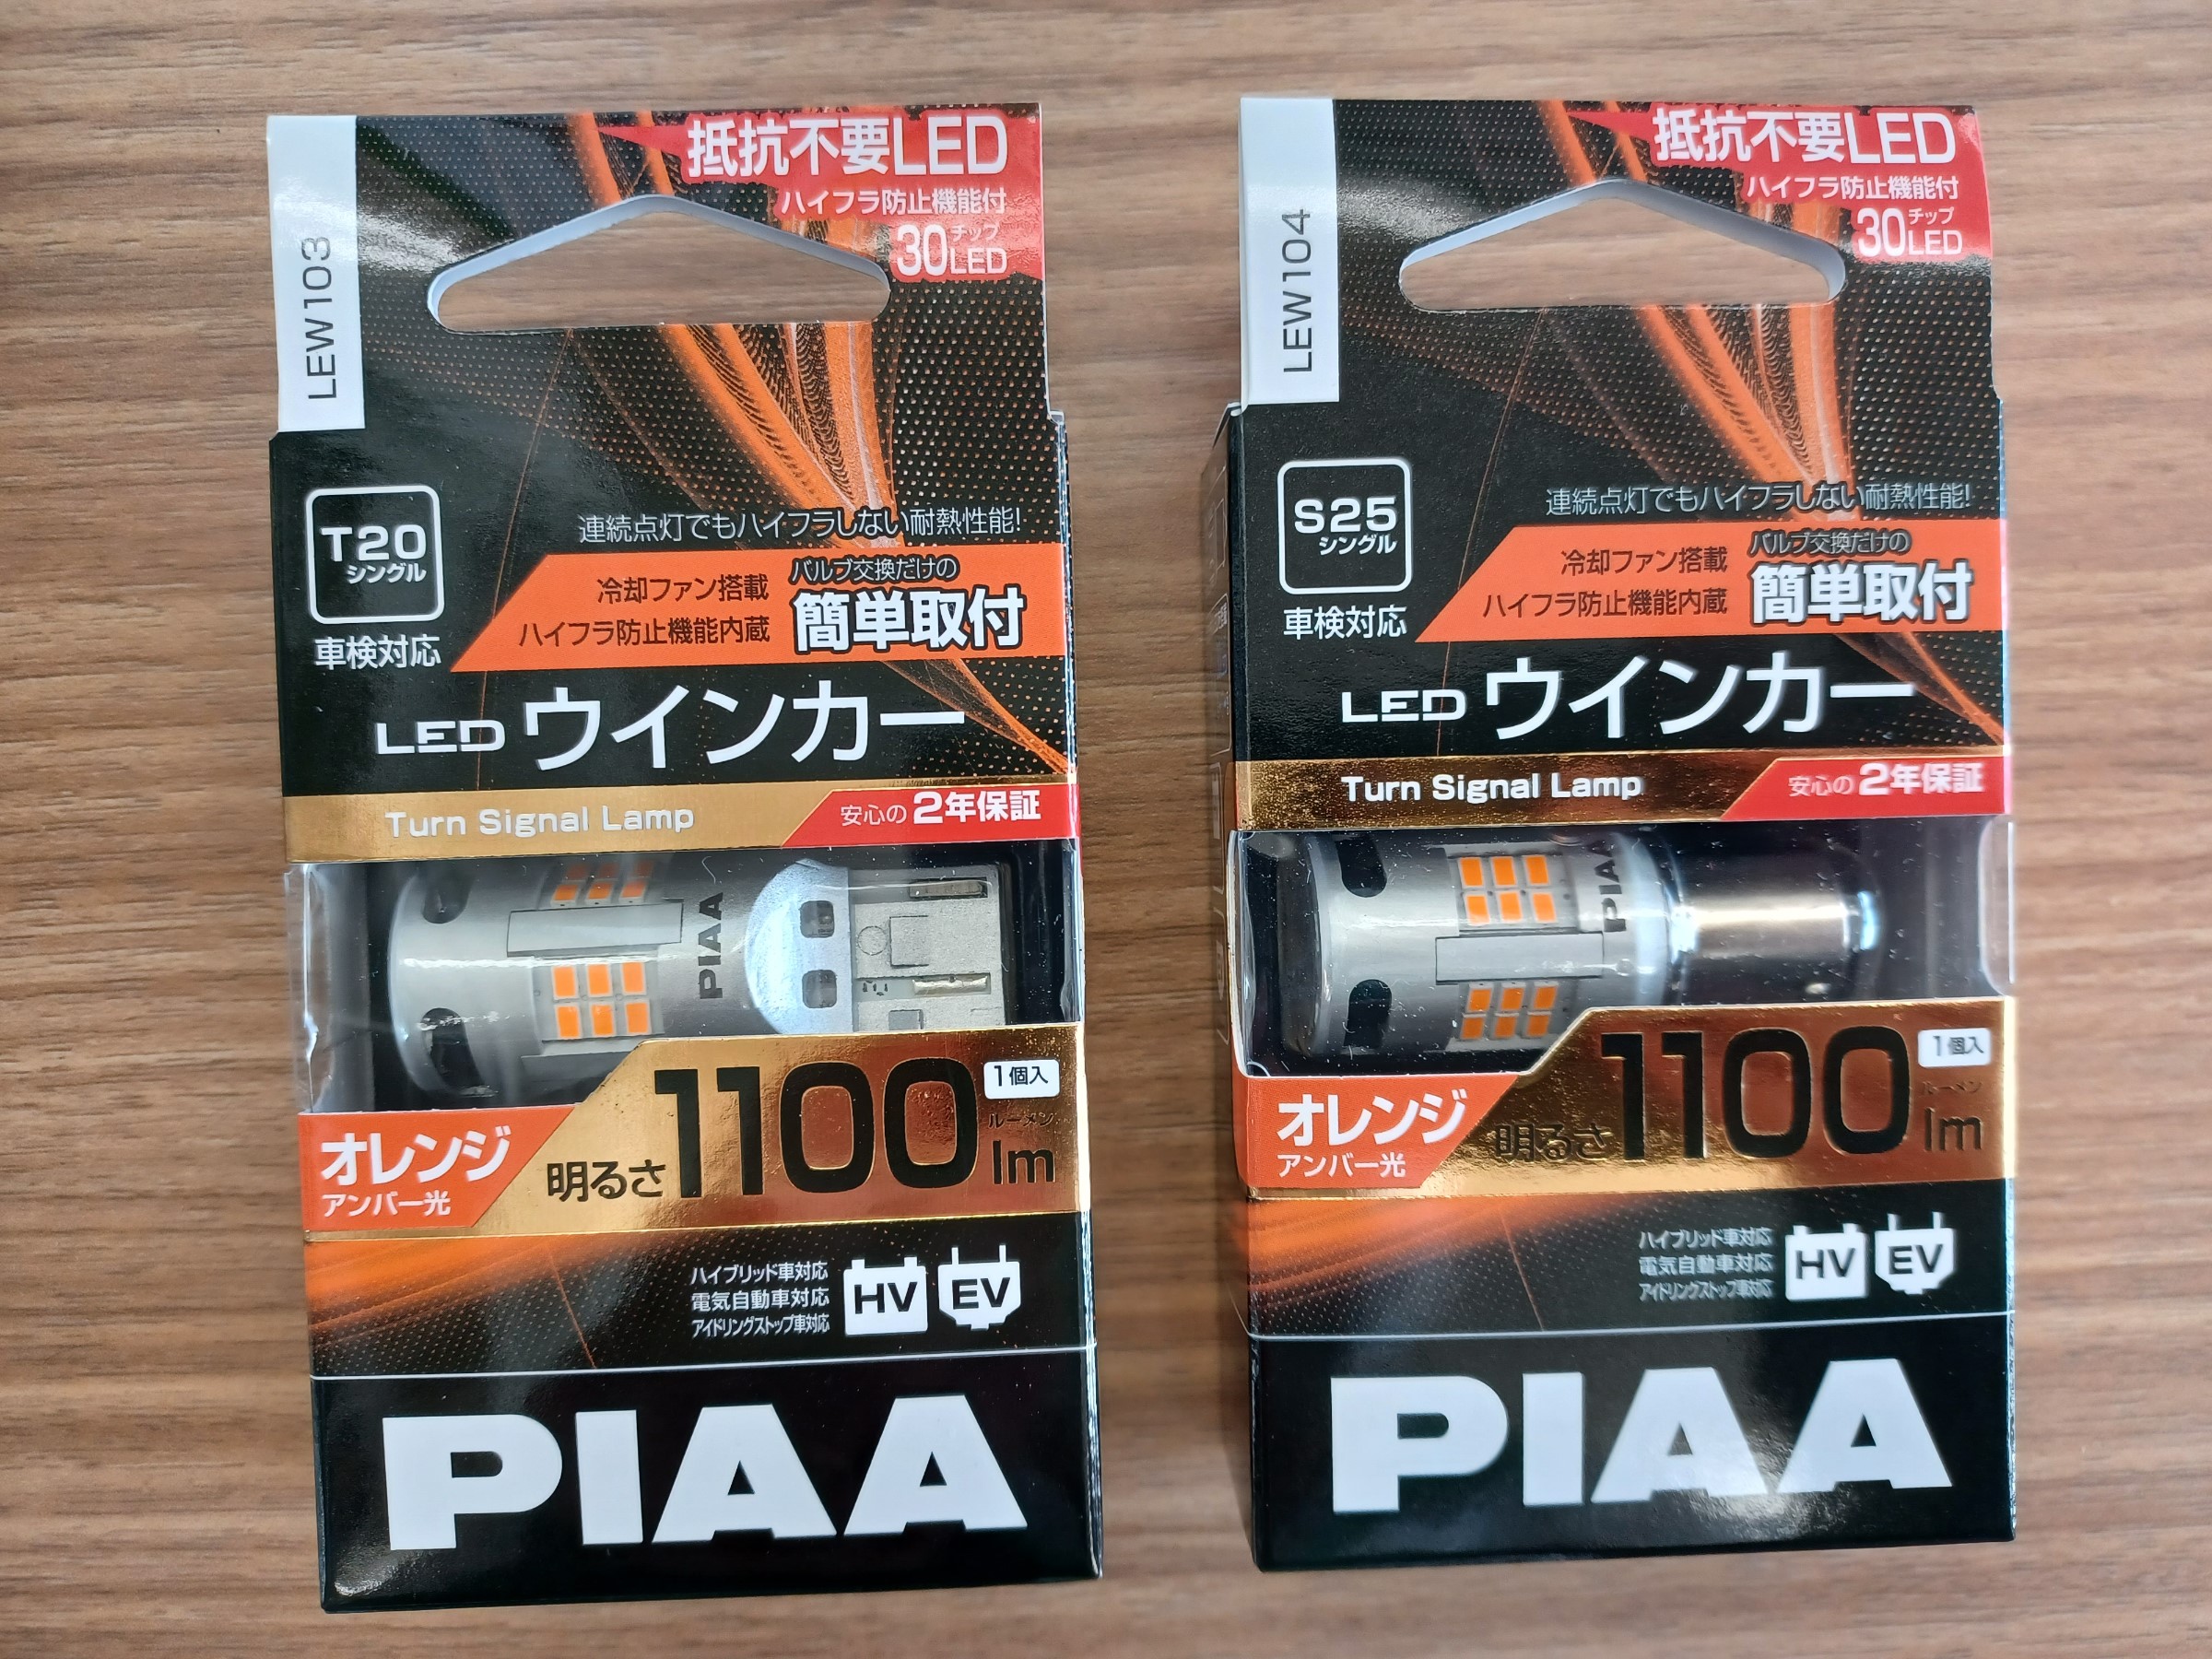 LEW103
抵抗不要LED
ハイフラ防止機能付
30チップLED
T20
シングル
車検対応
連続点灯でもハイフラしない耐熱性能!
冷却ファン搭載
ハイフラ防止機能内蔵
バルブ交換だけの
簡単取付
LED ウインカー
Turn Signal Lamp
安心の2年保証
PIAA
1個入
オレンジ
アンバー光
明るさ1100ルーメンlm
ハイブリッド車対応
電気自動車対応
アイドリングストップ車対応
HV
EV
PIAA
LEW104
抵抗不要LED
ハイフラ防止機能付
30チップLED
S25
シングル
車検対応
連続点灯でもハイフラしない耐熱性能!
冷却ファン搭載
ハイフラ防止機能内蔵
バルブ交換だけの
簡単取付
LED ウインカー
Turn Signal Lamp
安心の2年保証
PIAA
1個入
オレンジ
アンバー光
明るさ1100ルーメンlm
ハイブリッド車対応
電気自動車対応
アイドリングストップ車対応
HV
EV
PIAA